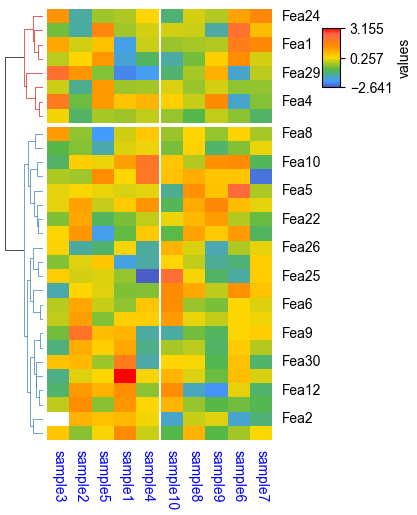 Fea24
Fea1
Fea29
Fea4
Fea8
Fea10
Fea5
Fea22
Fea26
Fea25
Fea6
Fea9
Fea30
Fea12
Fea2
3.155
0.257
−2.641
values
sample3
sample2
sample5
sample1
sample4
sample10
sample8
sample9
sample6
sample7